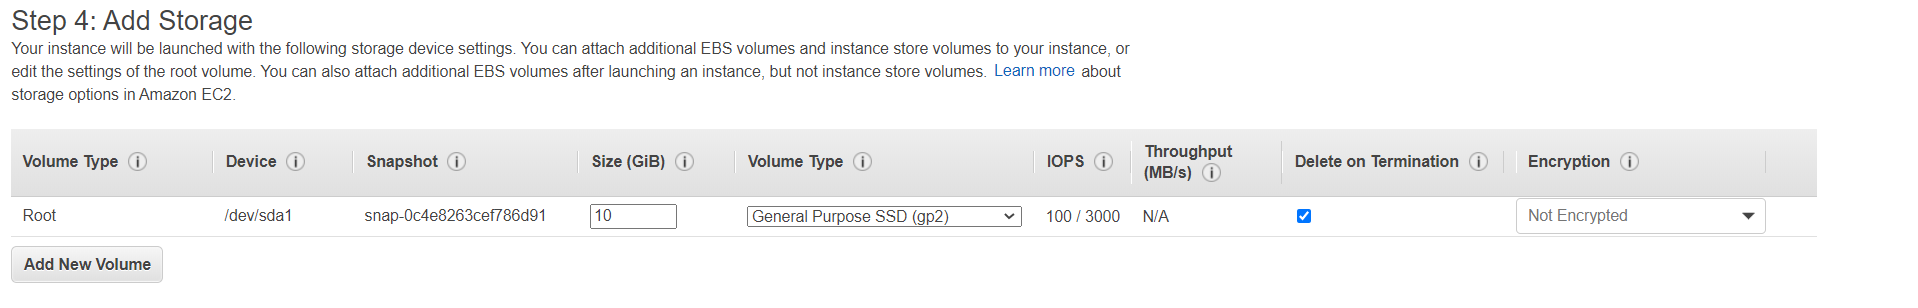 Step 4: Add Storage
Your instance will be launched with the following storage device settings. You can attach additional EBS volumes and instance store volumes to your instance, or
edit the settings of the root volume. You can also attach additional EBS volumes after launching an instance, but not instance store volumes. Learn more about
storage options in Amazon EC2.
Volume Type Device Snapshot Size (GiB) Volume Type IOPS Throughput (MB/s) Delete on Termination Encryption
Root /dev/sda1 snap-0c4e8263cef786d91 10 General Purpose SSD (gp2) 100 / 3000 N/A Not Encrypted
Add New Volume